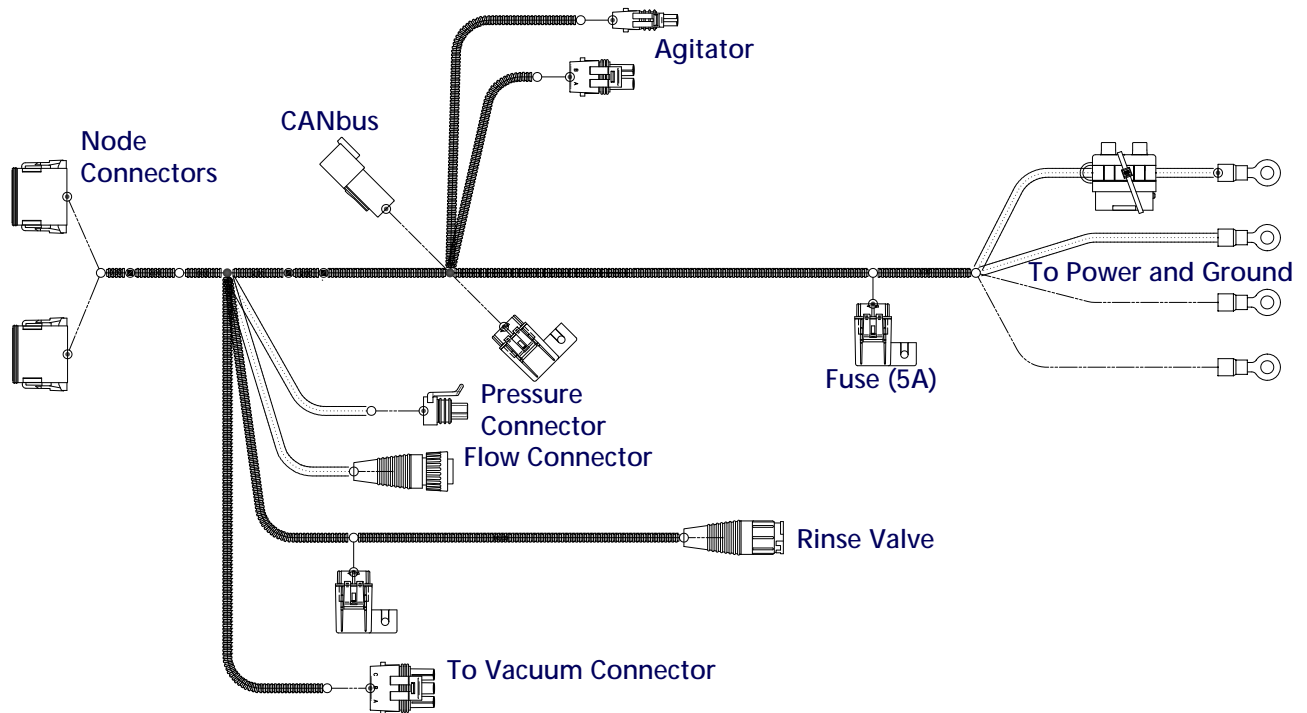 Agitator
CANbus
Node
Connectors
To Power and Ground
Fuse (5A)
Pressure
Connector
Flow Connector
Rinse Valve
To Vacuum Connector